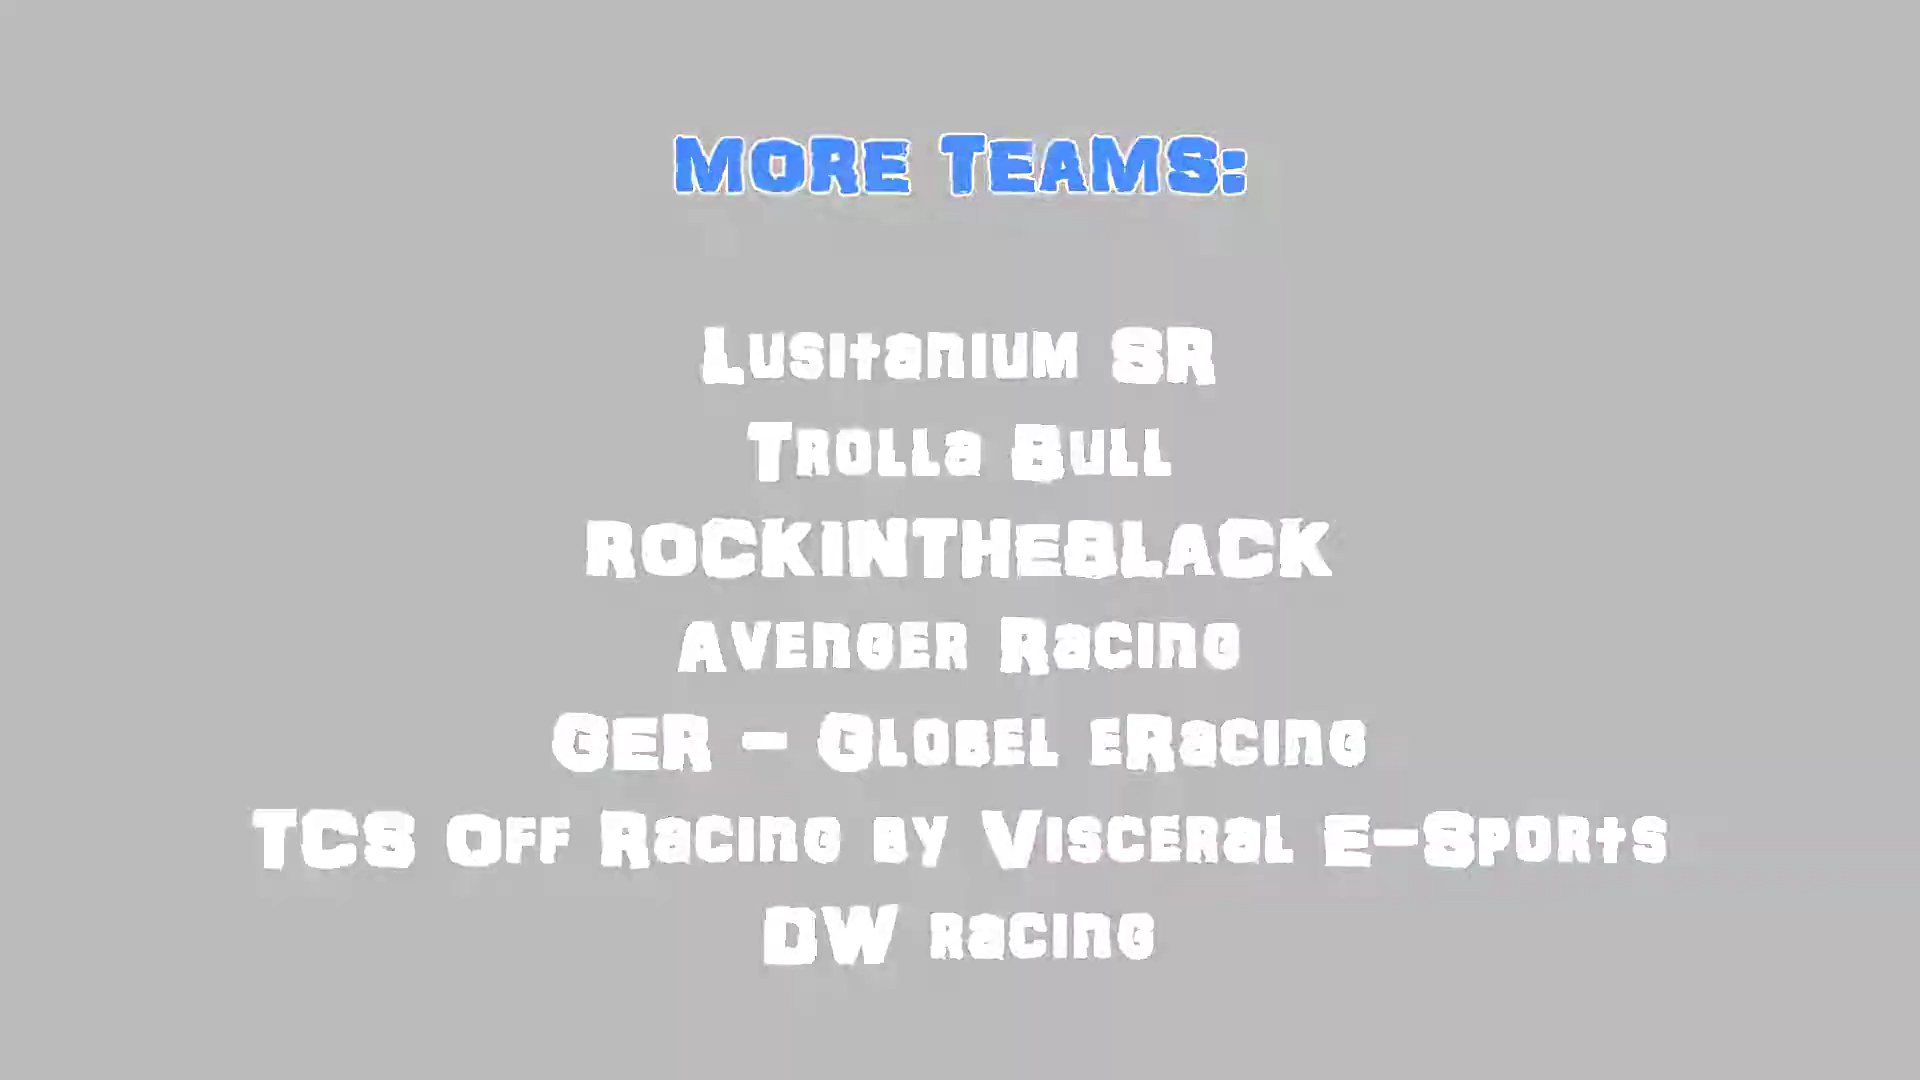 MORE TEAMS:
Lusitanium SR
Trolla Bull
ROCKINTHEBLACK
Avenger Racing
GER - Globel eRacing
TCS Off Racing by Visceral E-Sports
DW racing